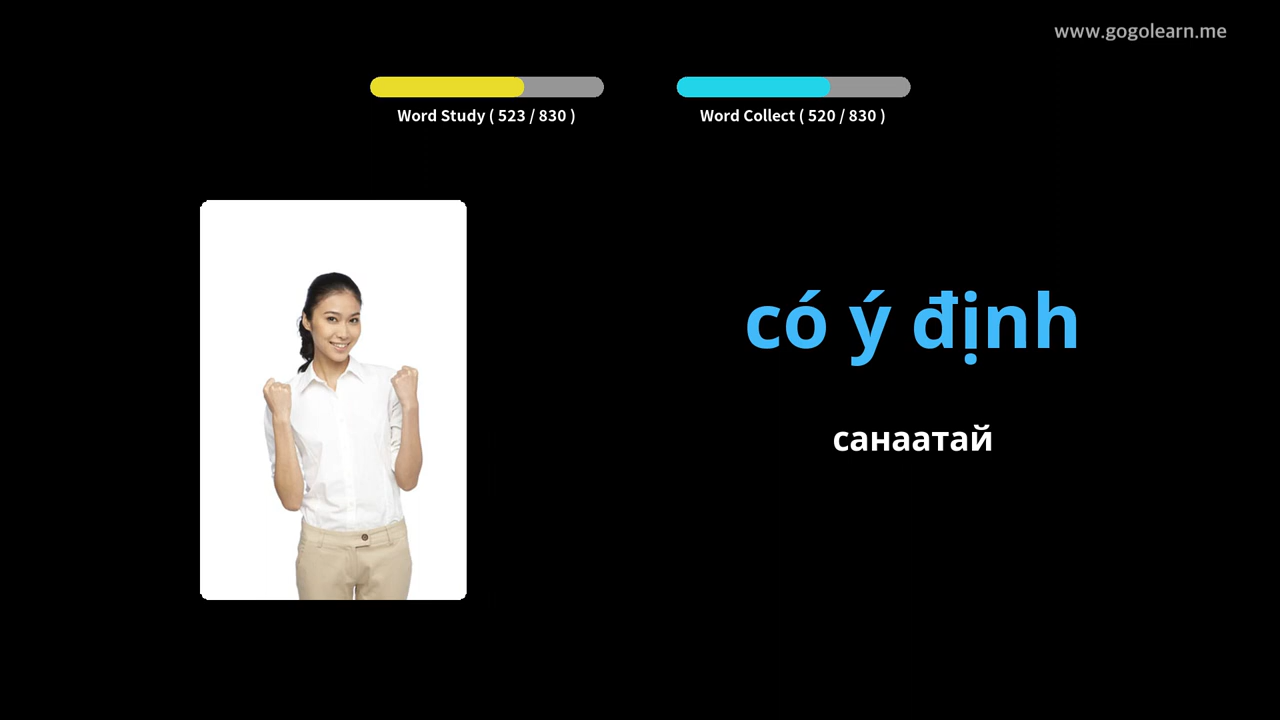 www.gogolearn.me
Word Study ( 523 / 830 )
Word Collect ( 520 / 830 )
có ý định
санаатай